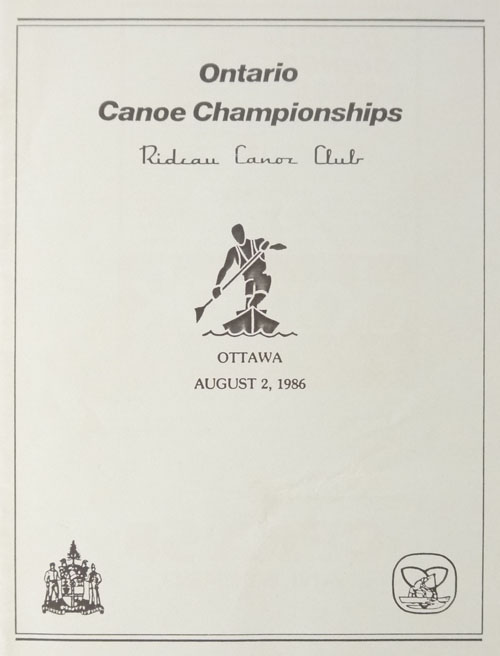 Ontario
Canoe Championships
Rideau Canoe Club
OTTAWA
AUGUST 2, 1986